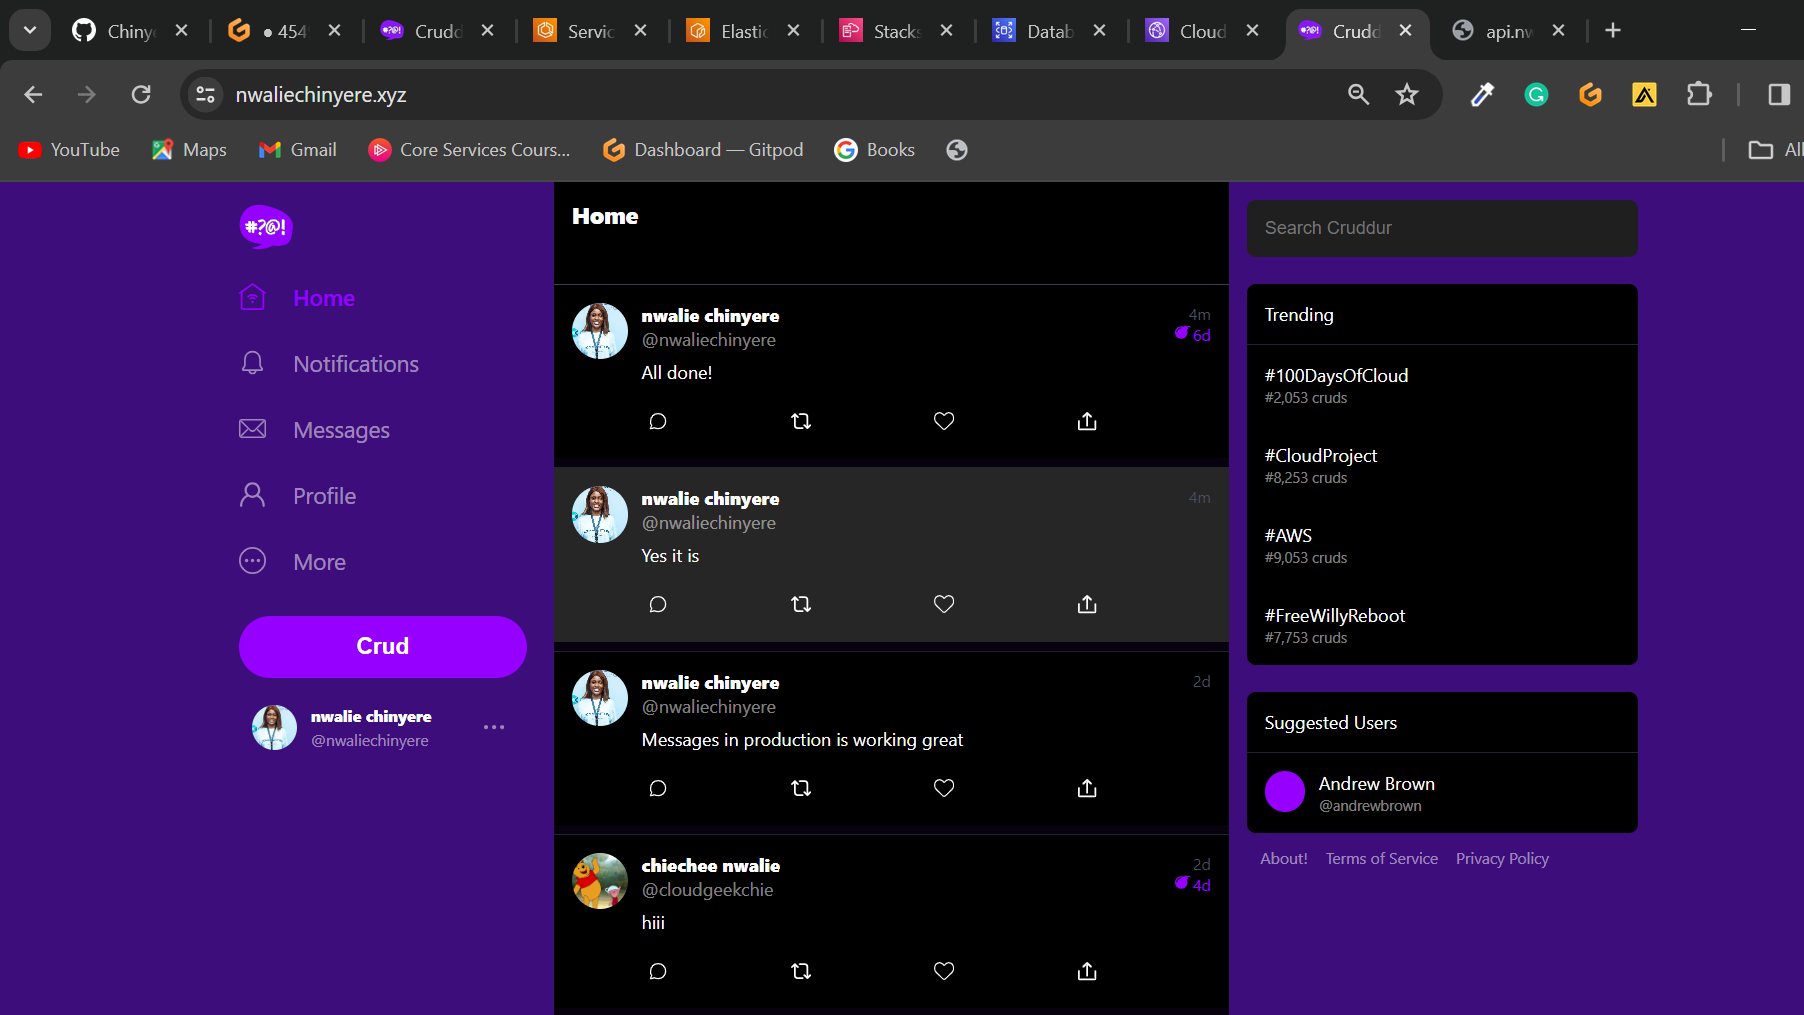 Chinye
● 454
Crudd
Servic
Elastic
Stacks
Datab
Cloud
Crudd
api.nw
nwaliechinyere.xyz
YouTube
Maps
Gmail
Core Services Cours...
Dashboard — Gitpod
Books
All
#?@!
Home
Notifications
Messages
Profile
More
Crud
nwalie chinyere
@nwaliechinyere
Home
nwalie chinyere
4m
@nwaliechinyere
6d
All done!
nwalie chinyere
4m
@nwaliechinyere
Yes it is
nwalie chinyere
2d
@nwaliechinyere
Messages in production is working great
chiechee nwalie
2d
@cloudgeekchie
4d
hiii
Search Cruddur
Trending
#100DaysOfCloud
#2,053 cruds
#CloudProject
#8,253 cruds
#AWS
#9,053 cruds
#FreeWillyReboot
#7,753 cruds
Suggested Users
Andrew Brown
@andrewbrown
About!
Terms of Service
Privacy Policy